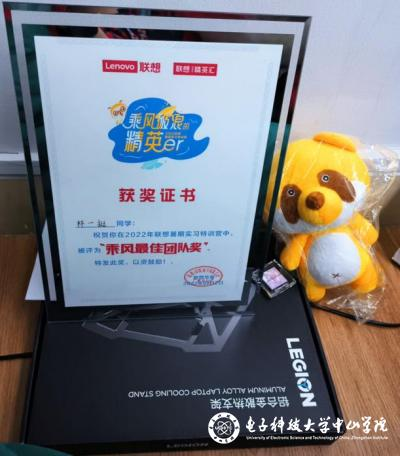 Lenovo 联想 联想 精英汇
乘风破浪的
精英er
获奖证书
林一挺 同学:
祝贺你在2022年联想暑期实习特训营中,
被评为“乘风最佳团队奖”
特发此奖, 以资鼓励!
LEGION
铝合金散热支架
ALUMINUM ALLOY LAPTOP COOLING STAND
电子科技大学中山学院
University of Electronic Science and Technology of China, Zhongshan Institute